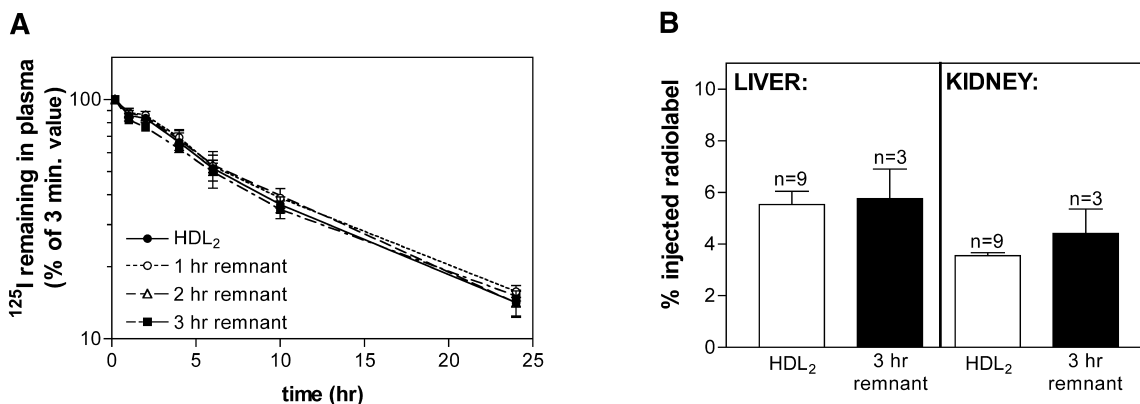 A
¹²⁵I remaining in plasma
(% of 3 min. value)
100
10
HDL₂
1 hr remnant
2 hr remnant
3 hr remnant
0 5 10 15 20 25
time (hr)
B
% injected radiolabel
10
8
6
4
2
0
LIVER:
KIDNEY:
n=9
n=3
n=9
n=3
HDL₂
3 hr
remnant
HDL₂
3 hr
remnant